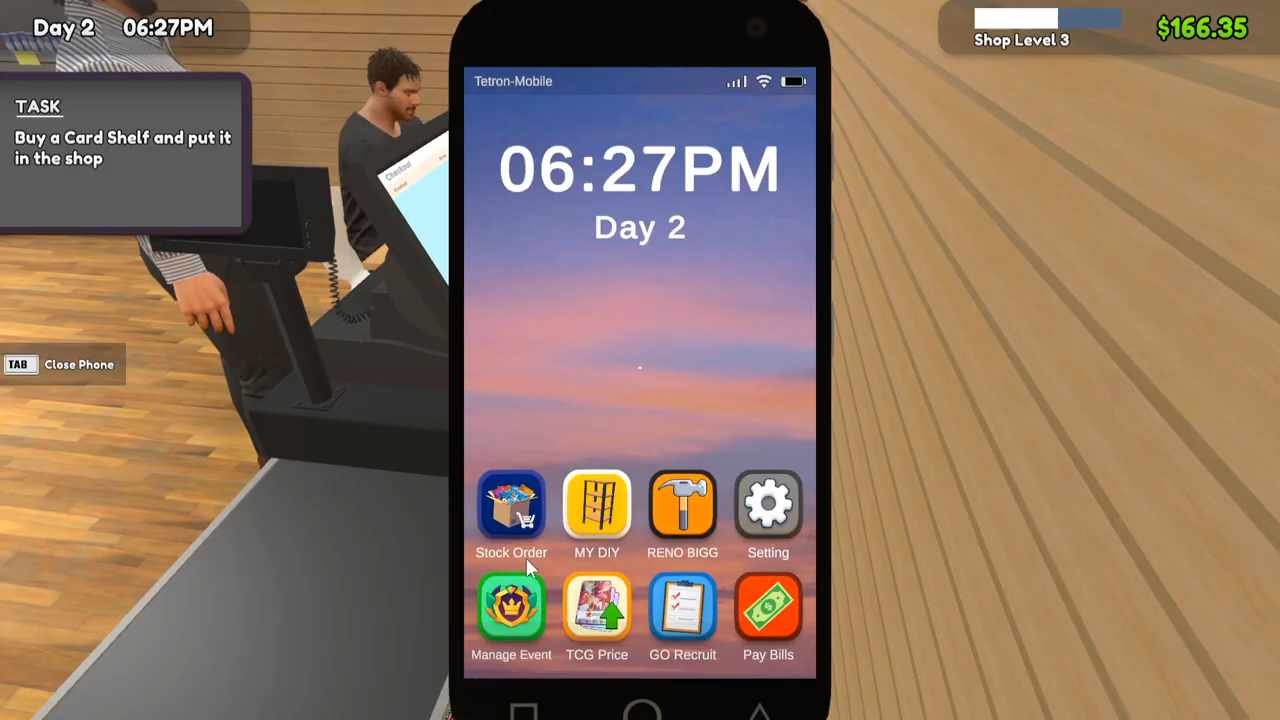 Day 2 06:27PM
Shop Level 3
$166.35
TASK
Buy a Card Shelf and put it
in the shop
TAB Close Phone
Checkout
Tetron-Mobile
06:27PM
Day 2
Stock Order MY DIY RENO BIGG Setting
Manage Event TCG Price GO Recruit Pay Bills